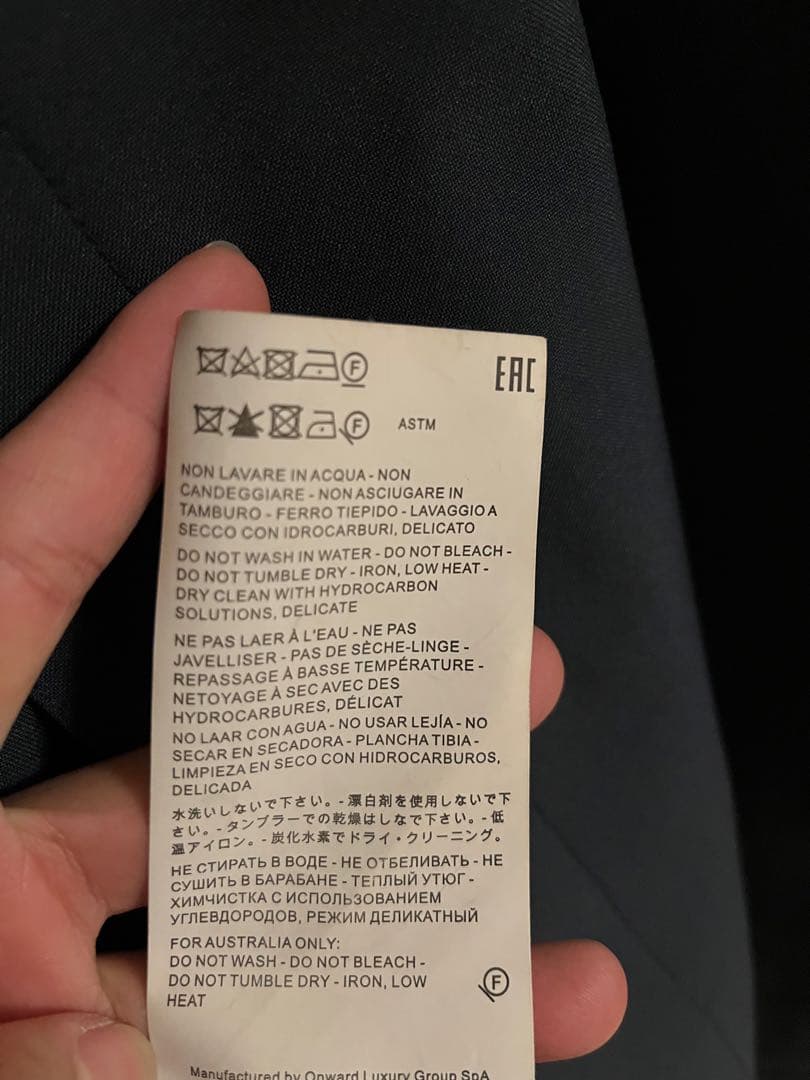 F EAC
F ASTM
NON LAVARE IN ACQUA - NON
CANDEGGIARE - NON ASCIUGARE IN
TAMBURO - FERRO TIEPIDO - LAVAGGIO A
SECCO CON IDROCARBURI, DELICATO
DO NOT WASH IN WATER - DO NOT BLEACH -
DO NOT TUMBLE DRY - IRON, LOW HEAT -
DRY CLEAN WITH HYDROCARBON
SOLUTIONS, DELICATE
NE PAS LAER À L'EAU - NE PAS
JAVELLISER - PAS DE SÈCHE-LINGE -
REPASSAGE À BASSE TEMPÉRATURE -
NETOYAGE À SEC AVEC DES
HYDROCARBURES, DÉLICAT
NO LAAR CON AGUA - NO USAR LEJÍA - NO
SECAR EN SECADORA - PLANCHA TIBIA -
LIMPIEZA EN SECO CON HIDROCARBUROS,
DELICADA
水洗いしないで下さい。- 漂白剤を使用しないで下
さい。- タンブラーでの乾燥はしなで下さい。- 低
温アイロン。- 炭化水素でドライ・クリーニング。
НЕ СТИРАТЬ В ВОДЕ - НЕ ОТБЕЛИВАТЬ - НЕ
СУШИТЬ В БАРАБАНЕ - ТЕПЛЫЙ УТЮГ -
ХИМЧИСТКА С ИСПОЛЬЗОВАНИЕМ
УГЛЕВДОРОДОВ, РЕЖИМ ДЕЛИКАТНЫЙ
FOR AUSTRALIA ONLY:
DO NOT WASH - DO NOT BLEACH -
DO NOT TUMBLE DRY - IRON, LOW F
HEAT
Manufactured by Onward Luxury Group SpA